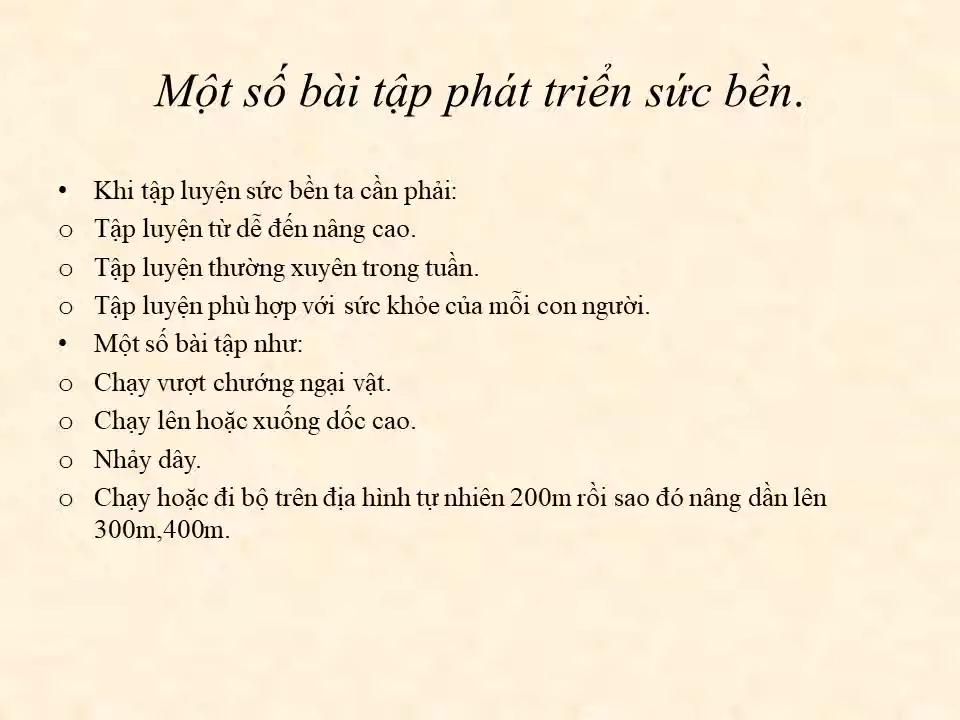 Một số bài tập phát triển sức bền.
• Khi tập luyện sức bền ta cần phải:
o Tập luyện từ dễ đến nâng cao.
o Tập luyện thường xuyên trong tuần.
o Tập luyện phù hợp với sức khỏe của mỗi con người.
• Một số bài tập như:
o Chạy vượt chướng ngại vật.
o Chạy lên hoặc xuống dốc cao.
o Nhảy dây.
o Chạy hoặc đi bộ trên địa hình tự nhiên 200m rồi sao đó nâng dần lên
300m,400m.